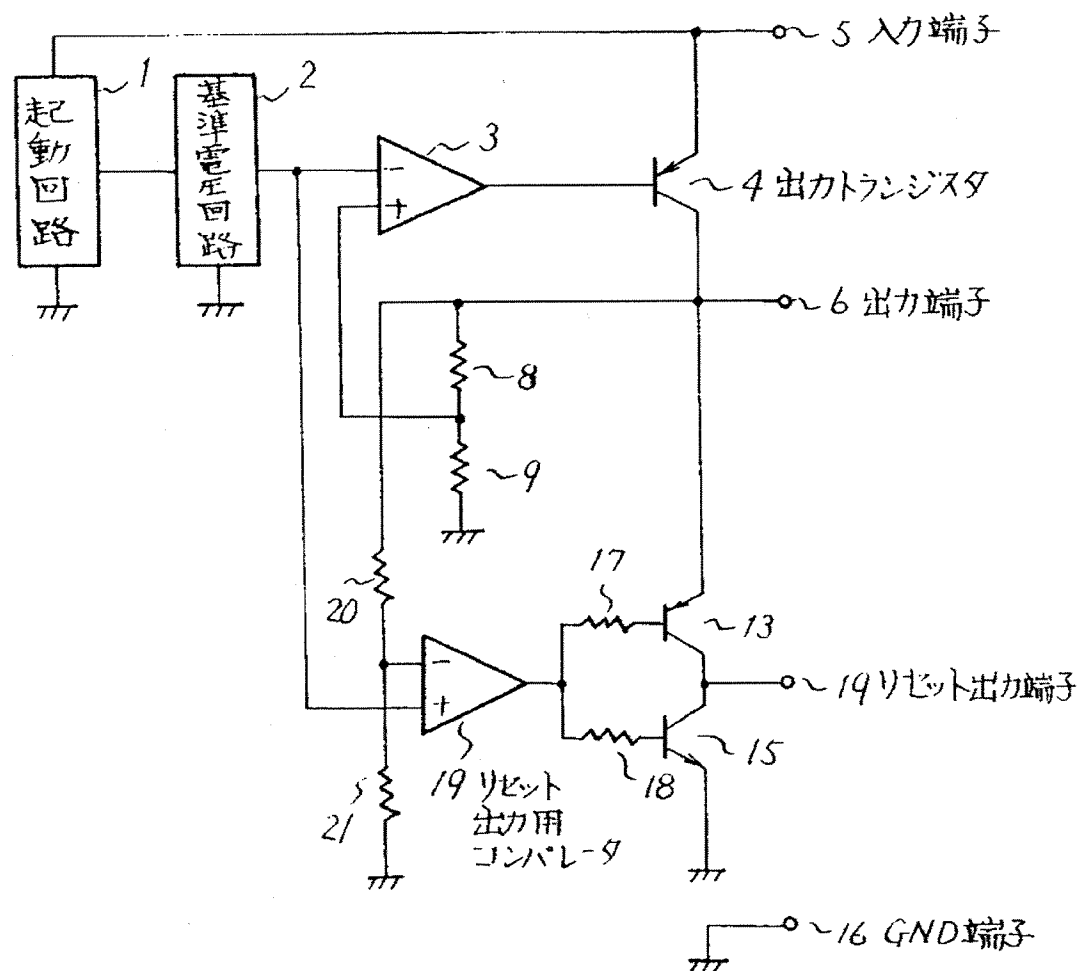 5 入力端子
1
2
起動回路
基準電圧回路
3
-
+
4 出力トランジスタ
6 出力端子
8
9
17
20
13
-
+
19 リセット出力端子
15
18
19 リセット
出力用
コンパレータ
21
16 GND端子